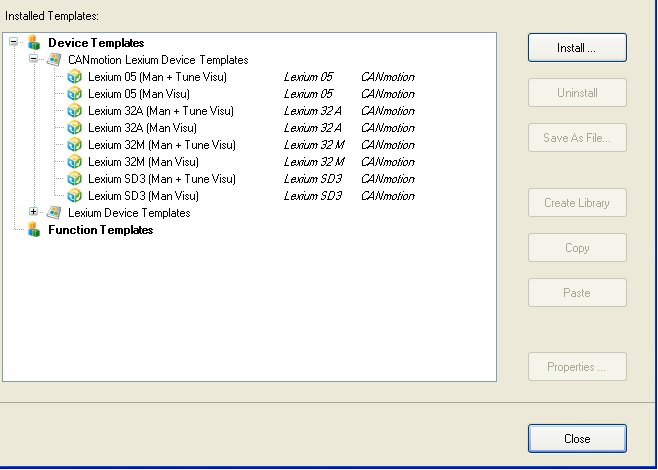 Installed Templates:
Device Templates
CANmotion Lexium Device Templates
Lexium 05 (Man + Tune Visu) Lexium 05 CANmotion
Lexium 05 (Man Visu) Lexium 05 CANmotion
Lexium 32A (Man + Tune Visu) Lexium 32 A CANmotion
Lexium 32A (Man Visu) Lexium 32 A CANmotion
Lexium 32M (Man + Tune Visu) Lexium 32 M CANmotion
Lexium 32M (Man Visu) Lexium 32 M CANmotion
Lexium SD3 (Man + Tune Visu) Lexium SD3 CANmotion
Lexium SD3 (Man Visu) Lexium SD3 CANmotion
Lexium Device Templates
Function Templates
Install ...
Uninstall
Save As File...
Create Library
Copy
Paste
Properties ...
Close